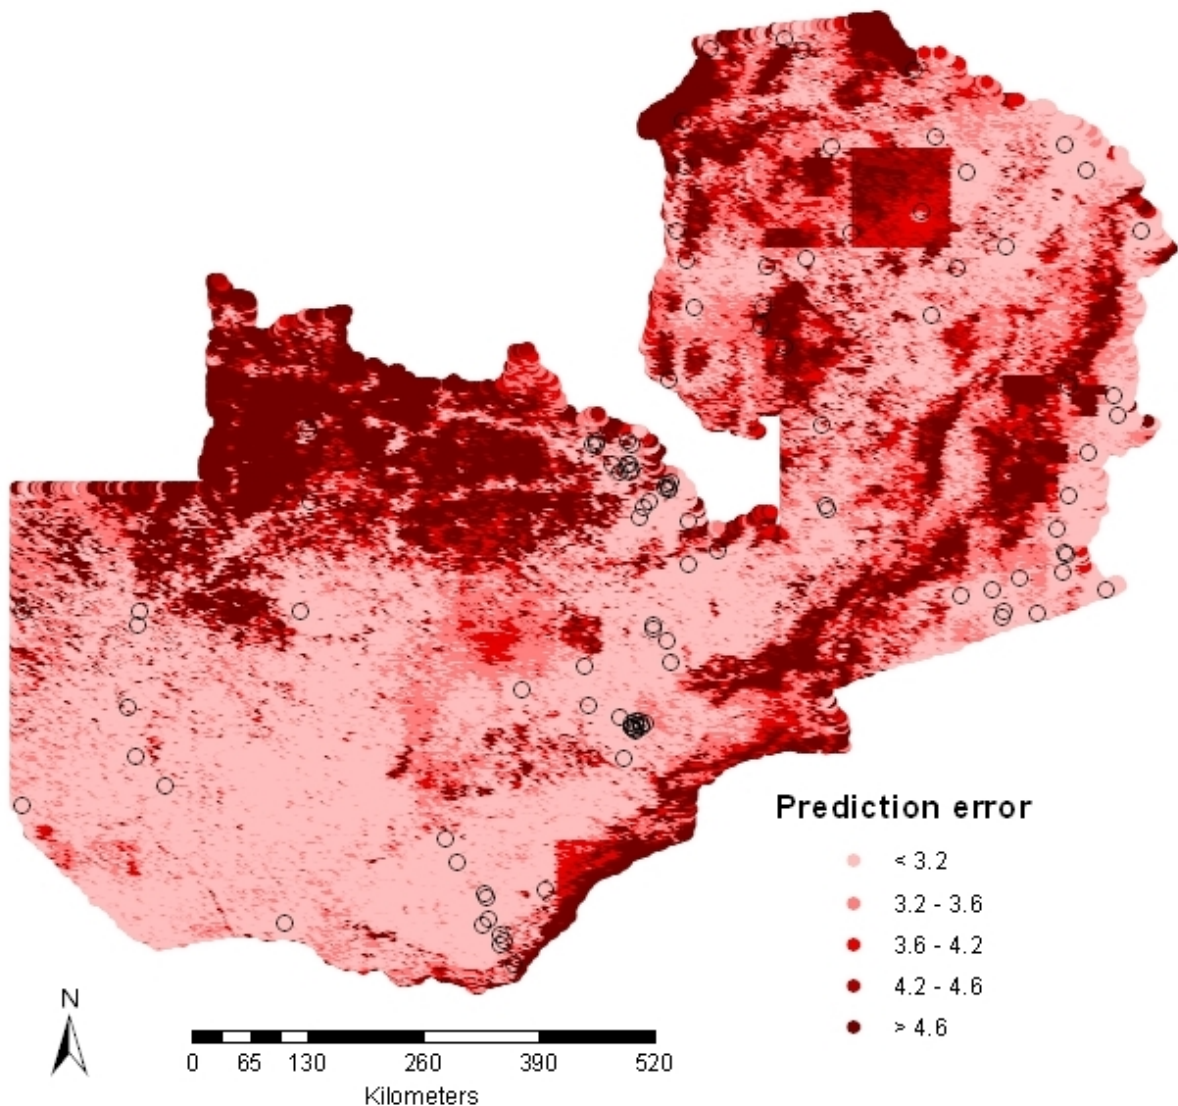 Prediction error
< 3.2
3.2 - 3.6
3.6 - 4.2
4.2 - 4.6
> 4.6
N
0 65 130 260 390 520
Kilometers